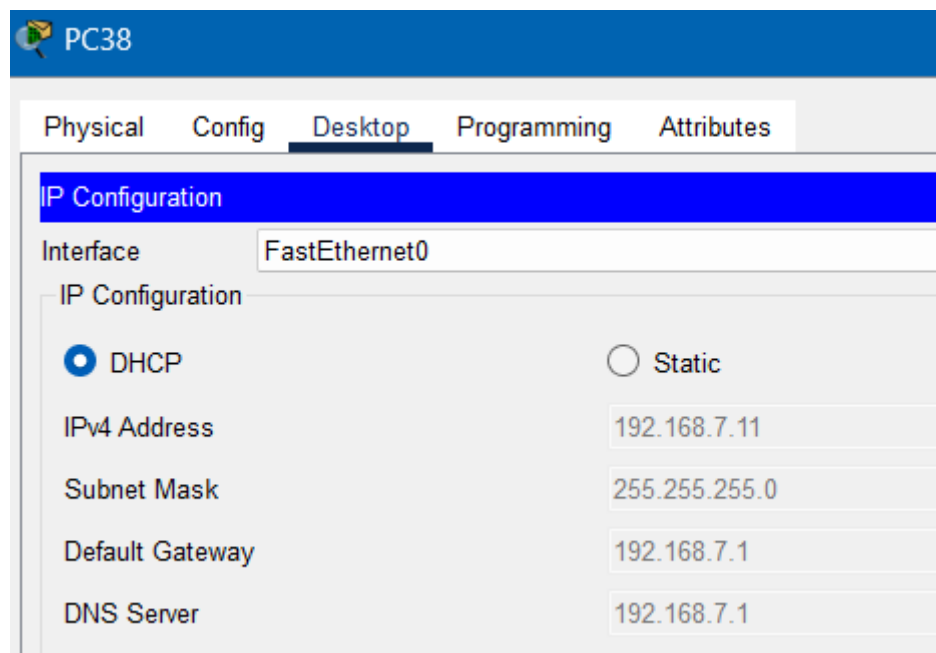 PC38
Physical Config Desktop Programming Attributes
IP Configuration
Interface FastEthernet0
IP Configuration
DHCP Static
IPv4 Address 192.168.7.11
Subnet Mask 255.255.255.0
Default Gateway 192.168.7.1
DNS Server 192.168.7.1